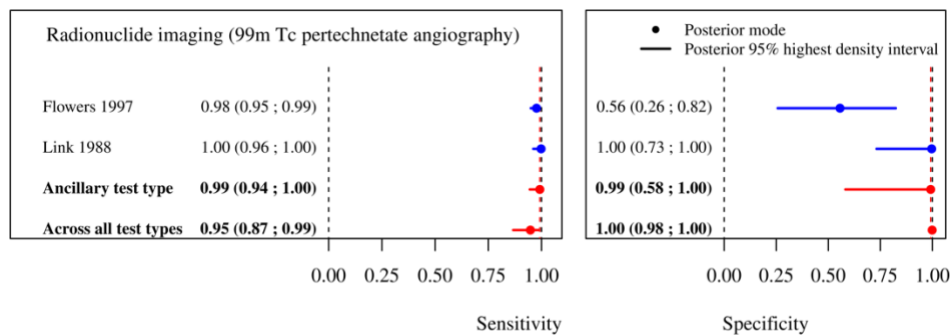 Radionuclide imaging (99m Tc pertechnetate angiography)
Posterior mode
Posterior 95% highest density interval
Flowers 1997 0.98 (0.95 ; 0.99) 0.56 (0.26 ; 0.82)
Link 1988 1.00 (0.96 ; 1.00) 1.00 (0.73 ; 1.00)
Ancillary test type 0.99 (0.94 ; 1.00) 0.99 (0.58 ; 1.00)
Across all test types 0.95 (0.87 ; 0.99) 1.00 (0.98 ; 1.00)
0.00 0.25 0.50 0.75 1.00 0.00 0.25 0.50 0.75 1.00
Sensitivity Specificity